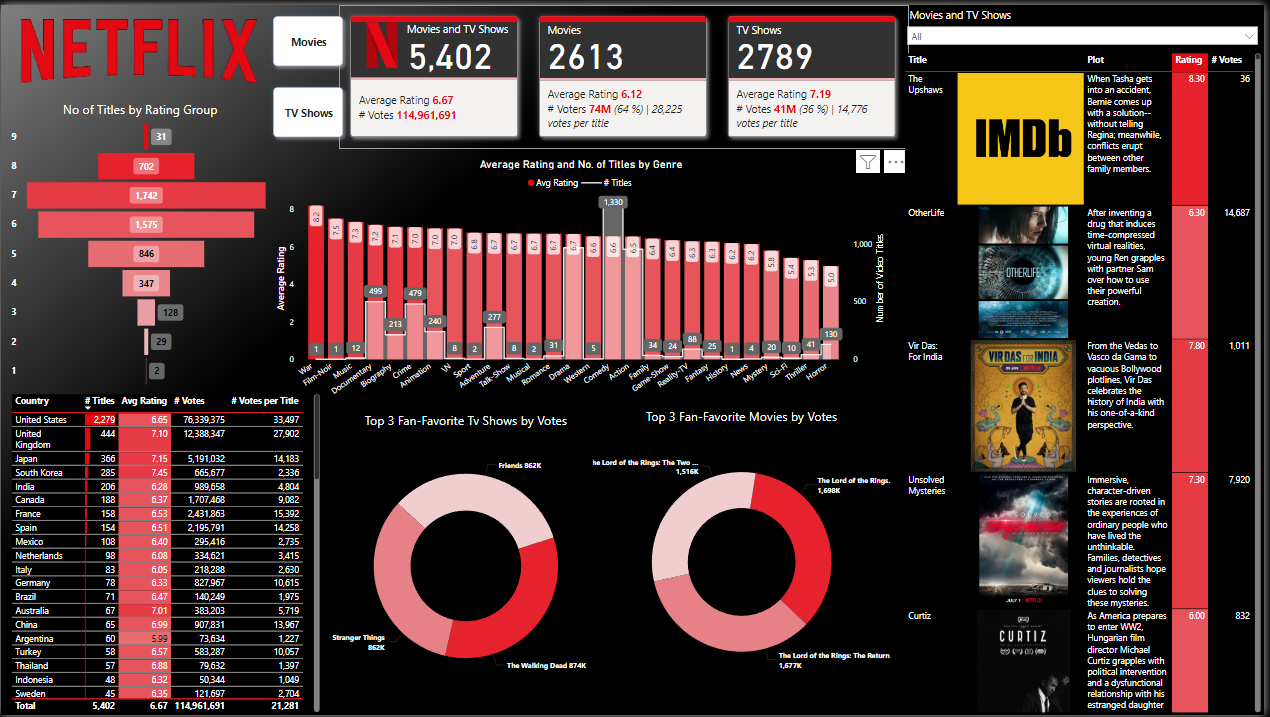 NETFLIX
Movies
TV Shows
Movies and TV Shows
5,402
Average Rating 6.67
# Votes 114,961,691
Movies
2613
Average Rating 6.12
# Voters 74M (64 %) | 28,225
votes per title
TV Shows
2789
Average Rating 7.19
# Votes 41M (36 %) | 14,776
votes per title
No of Titles by Rating Group
9 31
8 702
7 1,742
6 1,575
5 846
4 347
3 128
2 29
1 2
Average Rating and No. of Titles by Genre
Avg Rating # Titles
Average Rating
8
6
4
2
0
8.2 7.5 7.3 7.2 7.1 7.0 7.0 7.0 6.8 6.7 6.7 6.7 6.7 6.7 6.6 6.6 6.5 6.4 6.4 6.3 6.3 6.2 6.2 5.8 5.4 5.3 5.0
1 1 12 499 213 479 240 8 2 277 8 2 31 5 1,330 34 24 88 25 1 4 20 10 41 130
1,000
500
0
Number of Video Titles
War Film-Noir Music Documentary Biography Crime Animation \N Sport Adventure Talk-Show Musical Romance Drama Western Comedy Action Family Game-Show Reality-TV Fantasy History News Mystery Sci-Fi Thriller Horror
Country # Titles Avg Rating # Votes # Votes per Title
United States 2,279 6.65 76,339,375 33,497
United
Kingdom 444 7.10 12,388,347 27,902
Japan 366 7.15 5,191,032 14,183
South Korea 285 7.45 665,677 2,336
India 206 6.28 989,658 4,804
Canada 188 6.37 1,707,468 9,082
France 158 6.53 2,431,863 15,392
Spain 154 6.51 2,195,791 14,258
Mexico 108 6.40 295,416 2,735
Netherlands 98 6.08 334,621 3,415
Italy 83 6.05 218,288 2,630
Germany 78 6.33 827,967 10,615
Brazil 71 6.47 140,249 1,975
Australia 67 7.01 383,203 5,719
China 65 6.99 907,831 13,967
Argentina 60 5.99 73,634 1,227
Turkey 58 6.57 583,287 10,057
Thailand 57 6.88 79,632 1,397
Indonesia 48 6.32 50,344 1,049
Sweden 45 6.35 121,697 2,704
Total 5,402 6.67 114,961,691 21,281
Top 3 Fan-Favorite Tv Shows by Votes
Friends 862K
Stranger Things
862K
The Walking Dead 874K
Top 3 Fan-Favorite Movies by Votes
he Lord of the Rings: The Two ...
1,516K
The Lord of the Rings.
1,698K
The Lord of the Rings: The Return
1,677K
Movies and TV Shows
All
Title Plot Rating # Votes
The
Upshaws
IMDb
When Tasha gets
into an accident,
Bernie comes up
with a solution--
without telling
Regina; meanwhile,
conflicts erupt
between other
family members.
8.30 36
OtherLife
OTHERLIFE
After inventing a
drug that induces
time-compressed
virtual realities,
young Ren grapples
with partner Sam
over how to use
their powerful
creation.
6.30 14,687
Vir Das:
For India
VIR DAS FOR INDIA
From the Vedas to
Vasco da Gama to
vacuous Bollywood
plotlines, Vir Das
celebrates the
history of India with
his one-of-a-kind
perspective.
7.80 1,011
Unsolved
Mysteries
UNSOLVED
JULY 1 NETFLIX
Immersive,
character-driven
stories are rooted in
the experiences of
ordinary people who
have lived the
unthinkable.
Families, detectives
and journalists hope
viewers hold the
clues to solving
these mysteries.
7.30 7,920
Curtiz
CURTIZ
As America prepares
to enter WW2,
Hungarian film
director Michael
Curtiz grapples with
political intervention
and a dysfunctional
relationship with his
estranged daughter
6.00 832